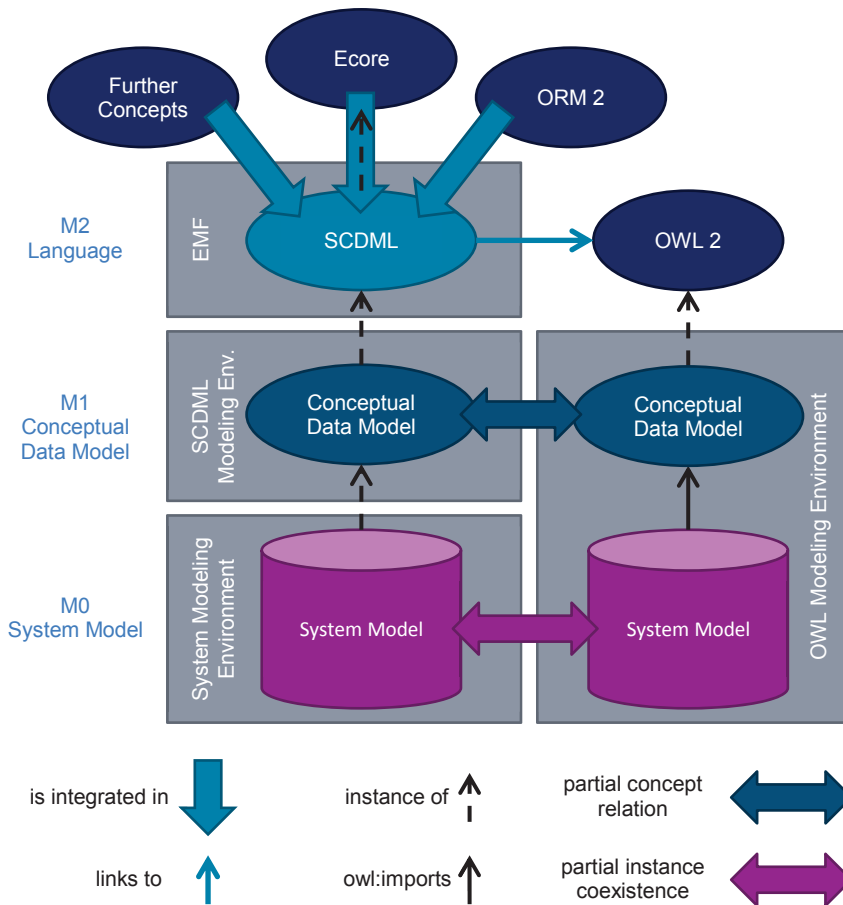 Ecore
Further
Concepts
ORM 2
M2
Language
EMF
SCDML
OWL 2
M1
Conceptual
Data Model
SCDML
Modeling Env.
Conceptual
Data Model
Conceptual
Data Model
OWL Modeling Environment
M0
System Model
System Modeling
Environment
System Model
System Model
is integrated in
instance of
partial concept
relation
links to
owl:imports
partial instance
coexistence